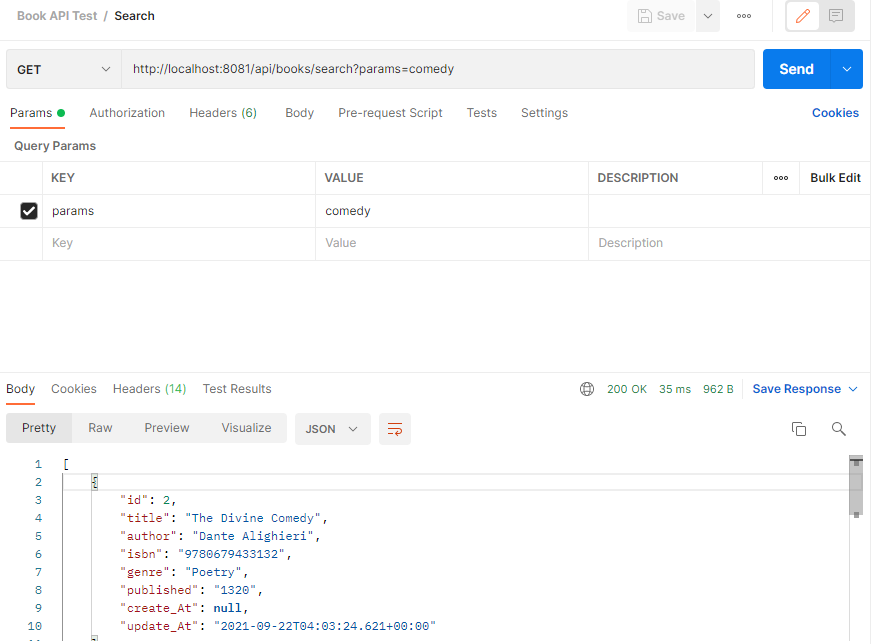 Book API Test / Search
Save
GET http://localhost:8081/api/books/search?params=comedy Send
Params Authorization Headers (6) Body Pre-request Script Tests Settings Cookies
Query Params
KEY VALUE DESCRIPTION Bulk Edit
params comedy
Key Value Description
Body Cookies Headers (14) Test Results 200 OK 35 ms 962 B Save Response
Pretty Raw Preview Visualize JSON
1 [
2 {
3 "id": 2,
4 "title": "The Divine Comedy",
5 "author": "Dante Alighieri",
6 "isbn": "9780679433132",
7 "genre": "Poetry",
8 "published": "1320",
9 "create_At": null,
10 "update_At": "2021-09-22T04:03:24.621+00:00"